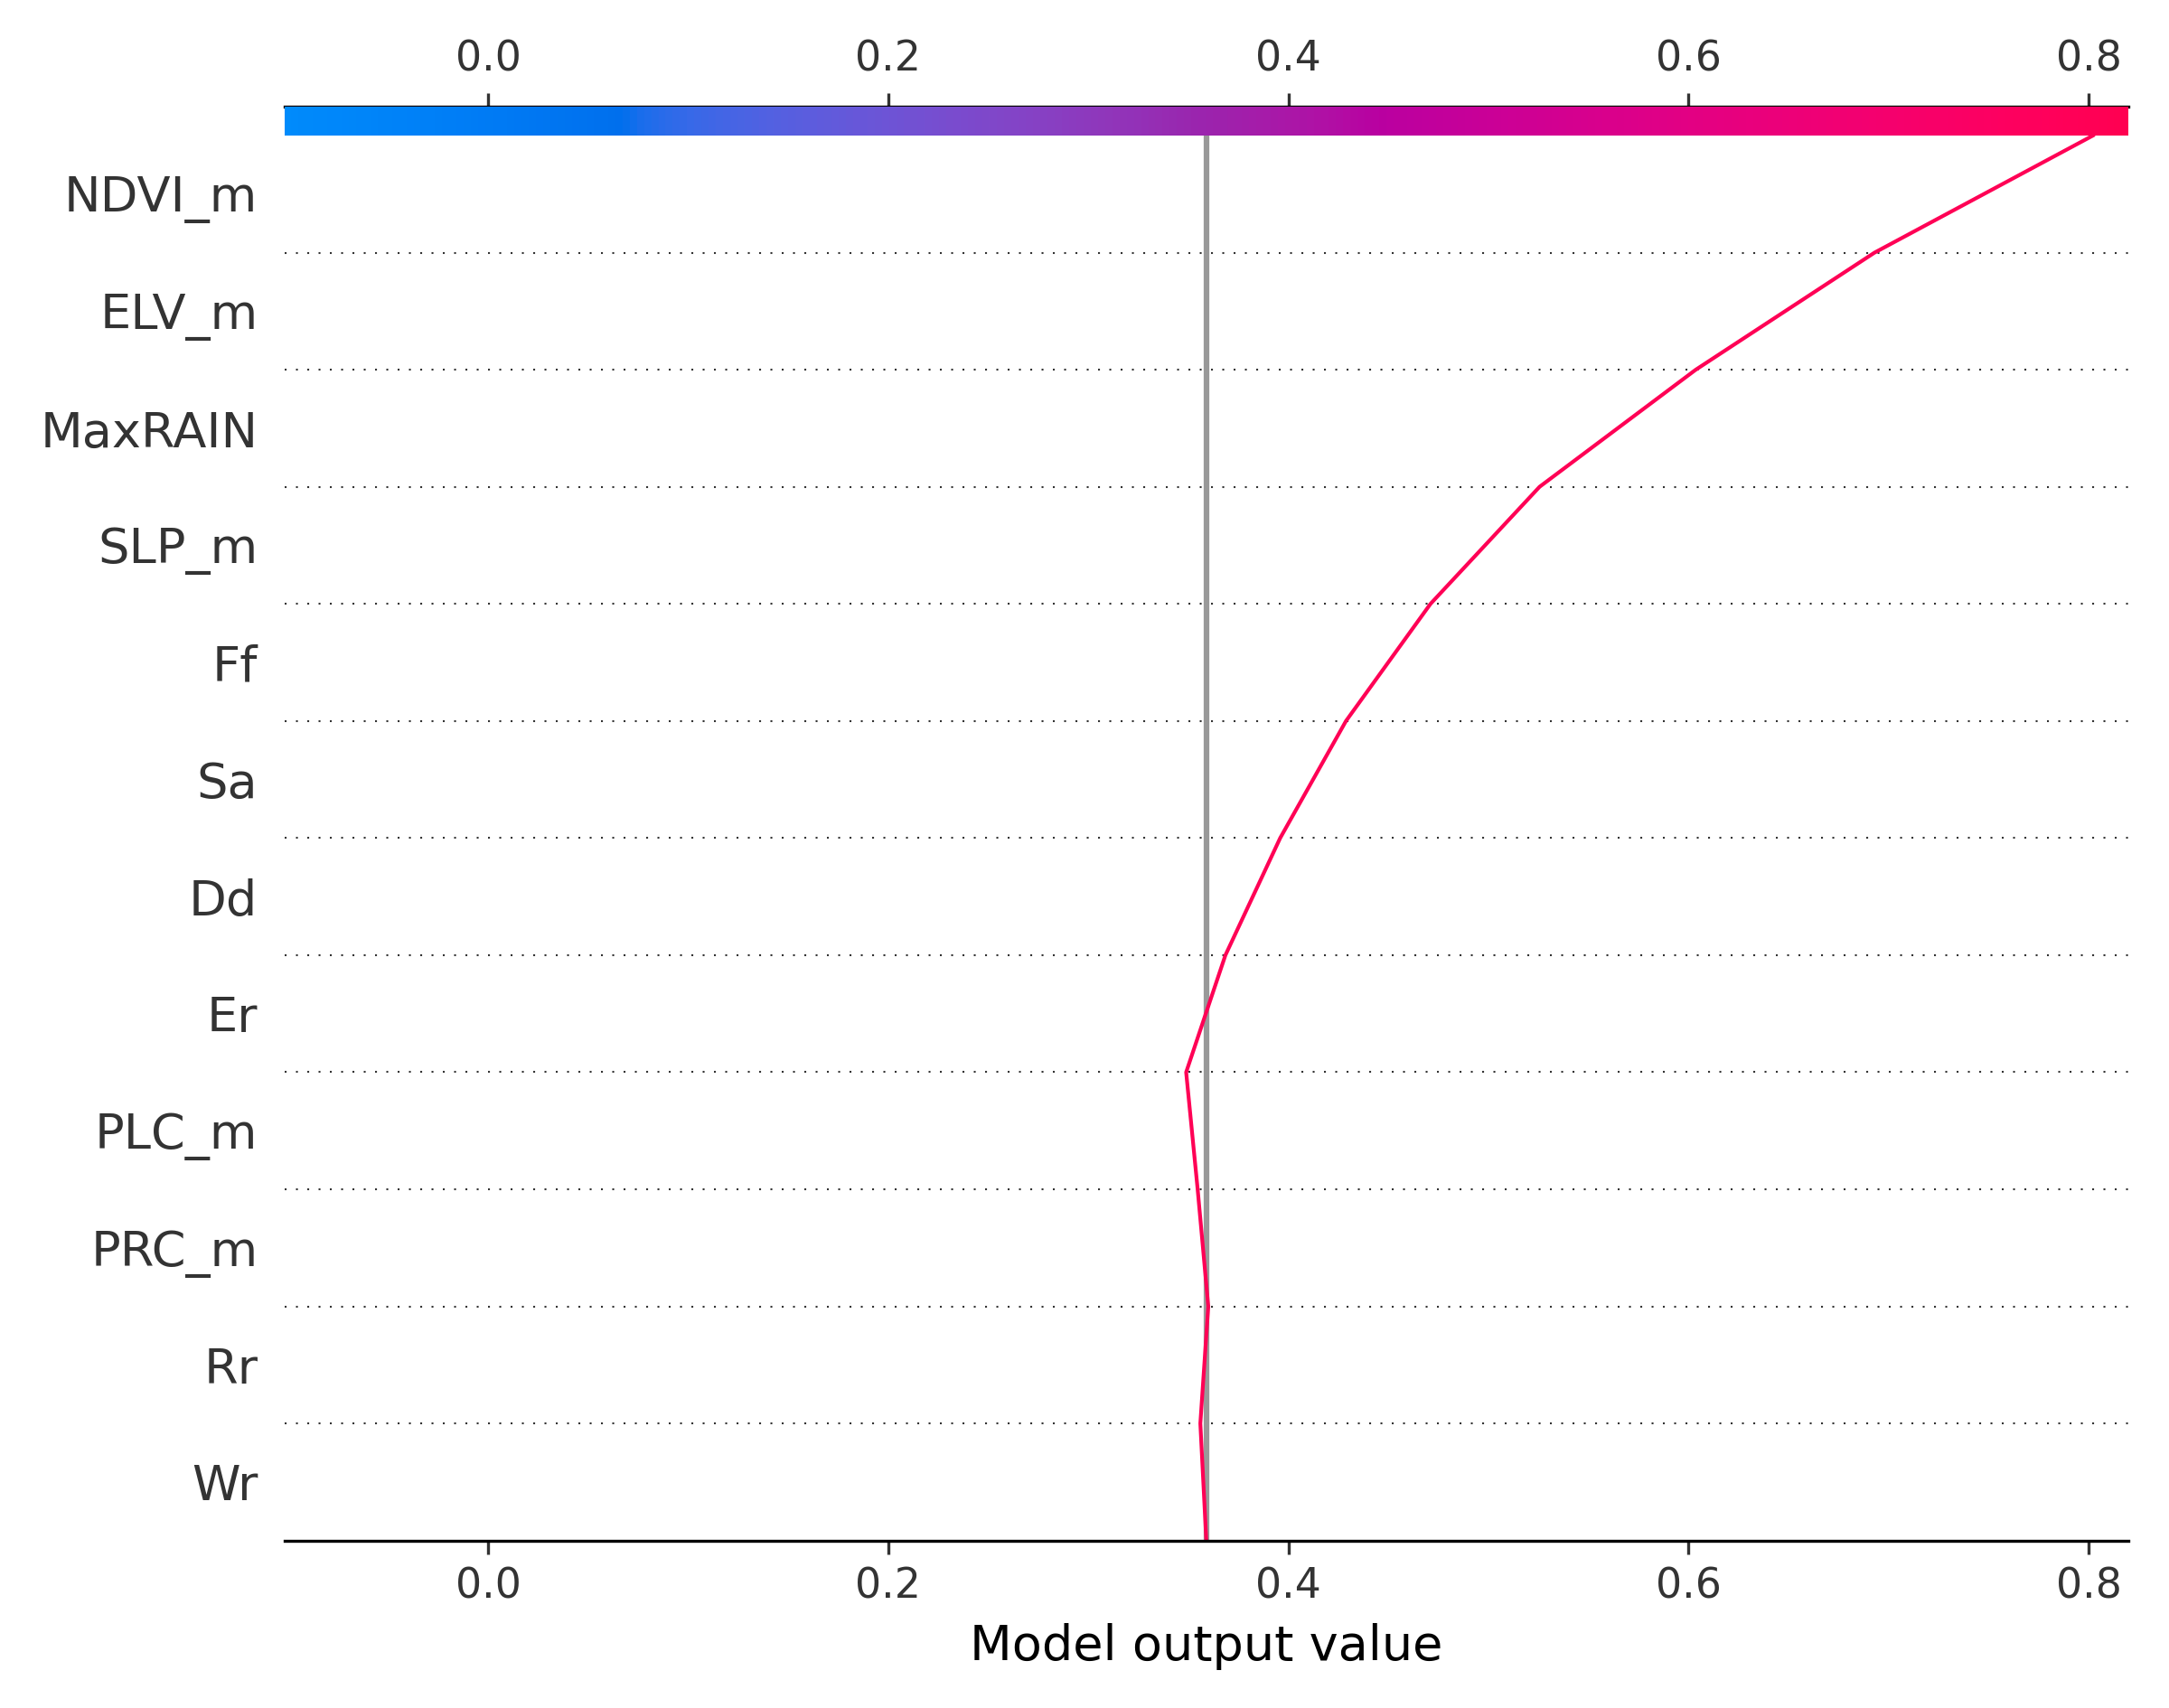 0.0 0.2 0.4 0.6 0.8
NDVI_m
ELV_m
MaxRAIN
SLP_m
Ff
Sa
Dd
Er
PLC_m
PRC_m
Rr
Wr
0.0 0.2 0.4 0.6 0.8
Model output value